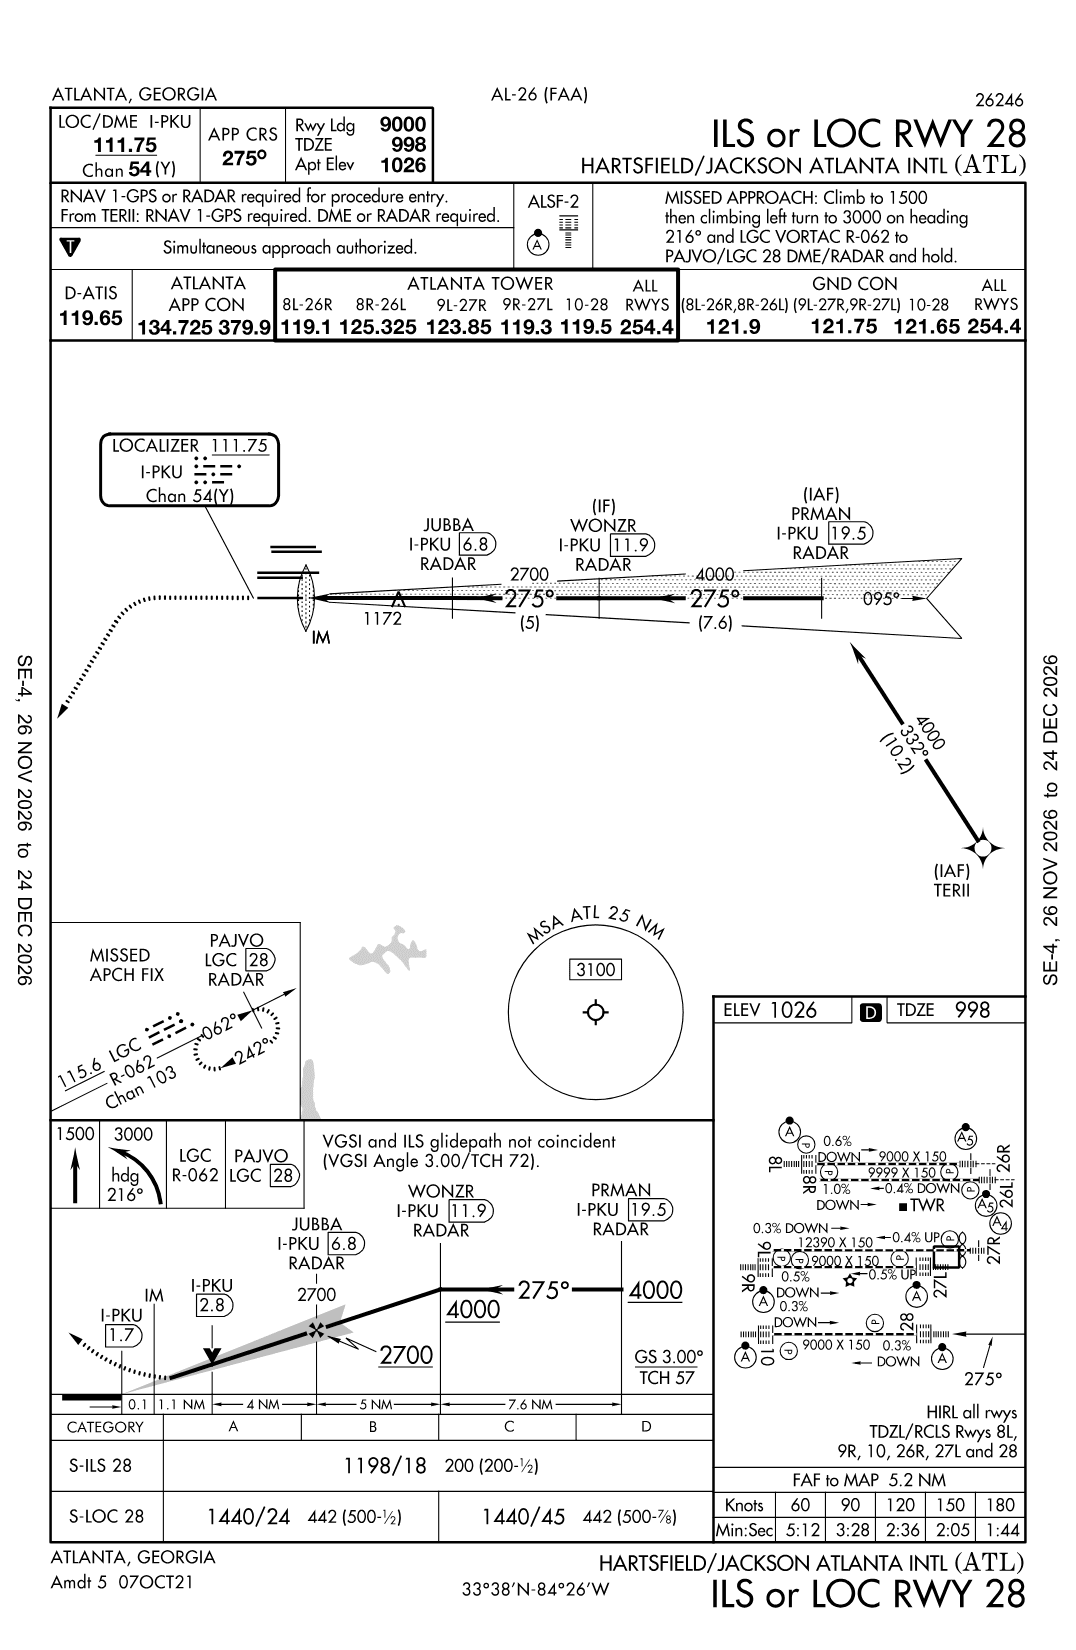 ATLANTA, GEORGIA
AL-26 (FAA)
26246
LOC/DME I-PKU
111.75
Chan 54 (Y)
APP CRS
275°
Rwy Ldg 9000
TDZE 998
Apt Elev 1026
ILS or LOC RWY 28
HARTSFIELD/JACKSON ATLANTA INTL (ATL)
RNAV 1-GPS or RADAR required for procedure entry.
From TERII: RNAV 1-GPS required. DME or RADAR required.
T
Simultaneous approach authorized.
ALSF-2
A
MISSED APPROACH: Climb to 1500
then climbing left turn to 3000 on heading
216° and LGC VORTAC R-062 to
PAJVO/LGC 28 DME/RADAR and hold.
D-ATIS
119.65
ATLANTA
APP CON
134.725 379.9
ATLANTA TOWER
8L-26R 8R-26L 9L-27R 9R-27L 10-28
119.1 125.325 123.85 119.3 119.5
ALL
RWYS
254.4
GND CON
(8L-26R,8R-26L) (9L-27R,9R-27L) 10-28
121.9 121.75 121.65
ALL
RWYS
254.4
LOCALIZER 111.75
I-PKU
Chan 54(Y)
JUBBA
I-PKU 6.8
RADAR
(IF)
WONZR
I-PKU 11.9
RADAR
(IAF)
PRMAN
I-PKU 19.5
RADAR
2700
275°
(5)
4000
275°
(7.6)
095°
1172
IM
4000
332°
(10.2)
(IAF)
TERII
SE-4, 26 NOV 2026 to 24 DEC 2026
SE-4, 26 NOV 2026 to 24 DEC 2026
MISSED
APCH FIX
PAJVO
LGC 28
RADAR
115.6 LGC
R-062
Chan 103
062°
242°
MSA ATL 25 NM
3100
ELEV 1026
D
TDZE 998
A
P
0.6%
DOWN
9000 X 150
A5
26R
8L
8R
9999 X 150
P
1.0%
DOWN
0.4% DOWN
P
26L
A5
TWR
A4
0.3% DOWN
0.4% UP
P
27R
9L
12390 X 150
P
P
9000 X 150
P
9R
0.5%
DOWN
0.5% UP
27L
A
0.3%
A
DOWN
P
28
10
9000 X 150
0.3%
DOWN
A
P
A
275°
HIRL all rwys
TDZL/RCLS Rwys 8L,
9R, 10, 26R, 27L and 28
1500
3000
hdg
216°
LGC
R-062
PAJVO
LGC 28
VGSI and ILS glidepath not coincident
(VGSI Angle 3.00/TCH 72).
WONZR
I-PKU 11.9
RADAR
PRMAN
I-PKU 19.5
RADAR
JUBBA
I-PKU 6.8
RADAR
2700
IM
I-PKU
2.8
I-PKU
1.7
275°
4000
4000
2700
GS 3.00°
TCH 57
0.1 1.1 NM 4 NM 5 NM 7.6 NM
CATEGORY A B C D
S-ILS 28 1198/18 200 (200-½)
S-LOC 28 1440/24 442 (500-½) 1440/45 442 (500-⅞)
FAF to MAP 5.2 NM
Knots 60 90 120 150 180
Min:Sec 5:12 3:28 2:36 2:05 1:44
ATLANTA, GEORGIA
Amdt 5 07OCT21
33°38'N-84°26'W
HARTSFIELD/JACKSON ATLANTA INTL (ATL)
ILS or LOC RWY 28